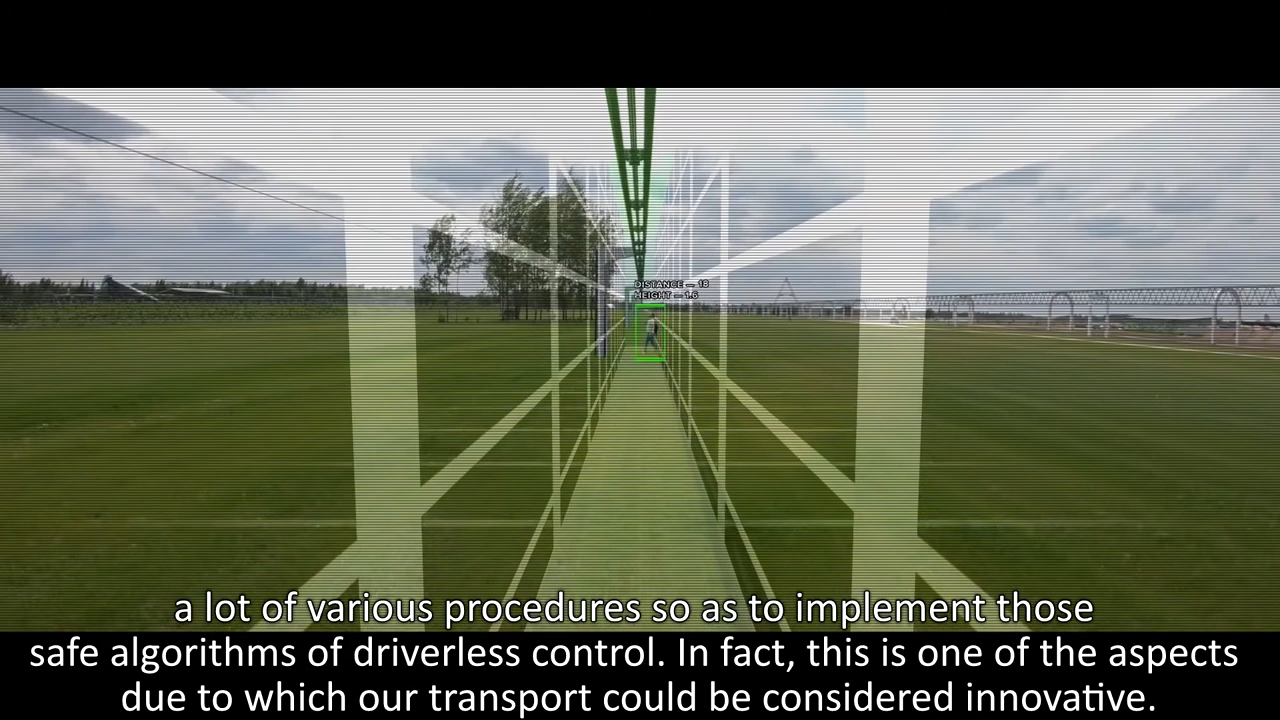 DISTANCE — 18
HEIGHT — 1.6
a lot of various procedures so as to implement those
safe algorithms of driverless control. In fact, this is one of the aspects
due to which our transport could be considered innovative.